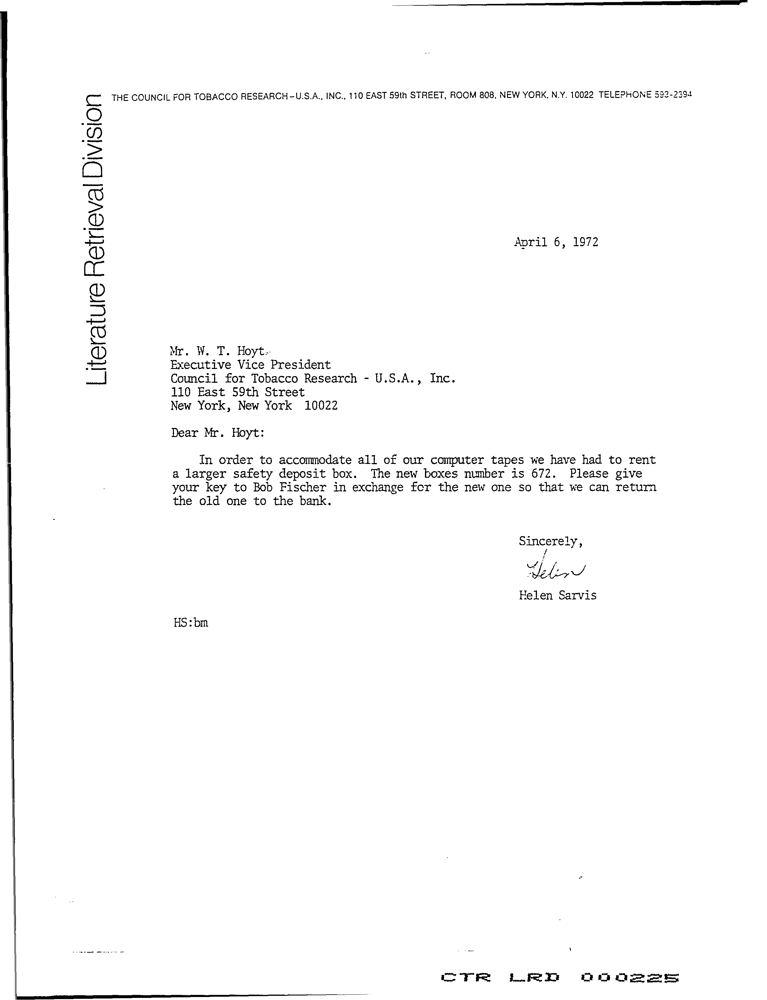 THE COUNCIL FOR TOBACCO RESEARCH-U.S.A., INC., 110 EAST 59th STREET, ROOM 808, NEW YORK, N.Y. 10022 TELEPHONE 593-2394
Literature Retrieval Division
April 6, 1972
Mr. W. T. Hoyt
Executive Vice President
Council for Tobacco Research - U.S.A., Inc.
110 East 59th Street
New York, New York 10022
Dear Mr. Hoyt:
In order to accommodate all of our computer tapes we have had to rent
a larger safety deposit box. The new boxes number is 672. Please give
your key to Bob Fischer in exchange for the new one so that we can return
the old one to the bank.
Sincerely,
Helen
Helen Sarvis
HS:bm
CTR LRD 000225